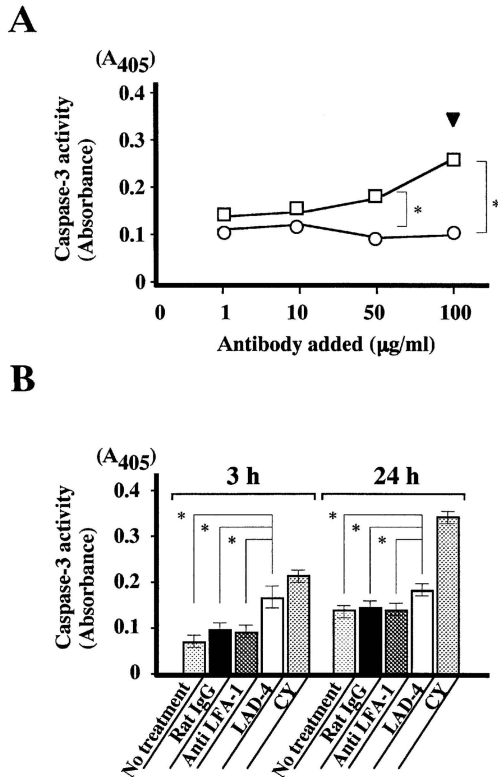 A
(A405)
0.4
0.3
0.2
0.1
0
Caspase-3 activity
(Absorbance)
*
*
0 1 10 50 100
Antibody added (μg/ml)
B
(A405)
3 h 24 h
0.4
0.3
0.2
0.1
0
Caspase-3 activity
(Absorbance)
* * * * * *
No treatment Rat IgG Anti LFA-1 LAD-4 CY No treatment Rat IgG Anti LFA-1 LAD-4 CY